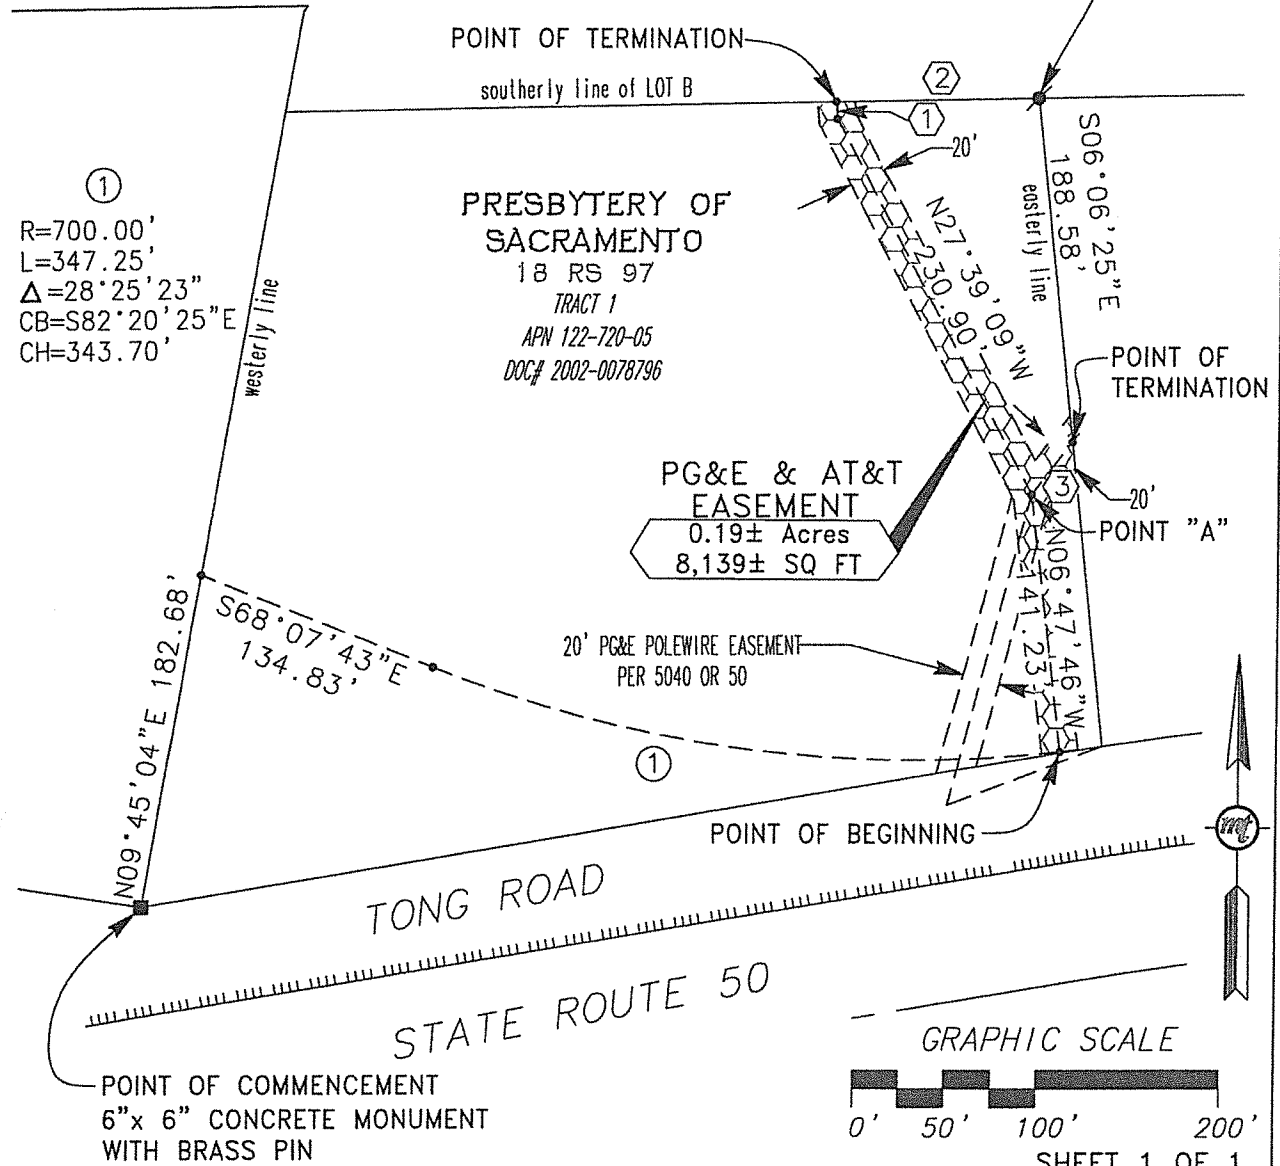 POINT OF TERMINATION
southerly line of LOT B
2
1
20'
S06°06'25"E
188.58'
easterly line
1
R=700.00'
L=347.25'
Δ=28°25'23"
CB=S82°20'25"E
CH=343.70'
westerly line
PRESBYTERY OF
SACRAMENTO
18 RS 97
TRACT 1
APN 122-720-05
DOC# 2002-0078796
N27°39'09"W
230.90'
POINT OF
TERMINATION
PG&E & AT&T
EASEMENT
0.19± Acres
8,139± SQ FT
3
20'
POINT "A"
N06°47'46"W
141.23'
S68°07'43"E
134.83'
20' PG&E POLEWIRE EASEMENT
PER 5040 OR 50
N09°45'04"E 182.68'
1
POINT OF BEGINNING
TONG ROAD
STATE ROUTE 50
mt
POINT OF COMMENCEMENT
6"x 6" CONCRETE MONUMENT
WITH BRASS PIN
GRAPHIC SCALE
0' 50' 100' 200'
SHEET 1 OF 1